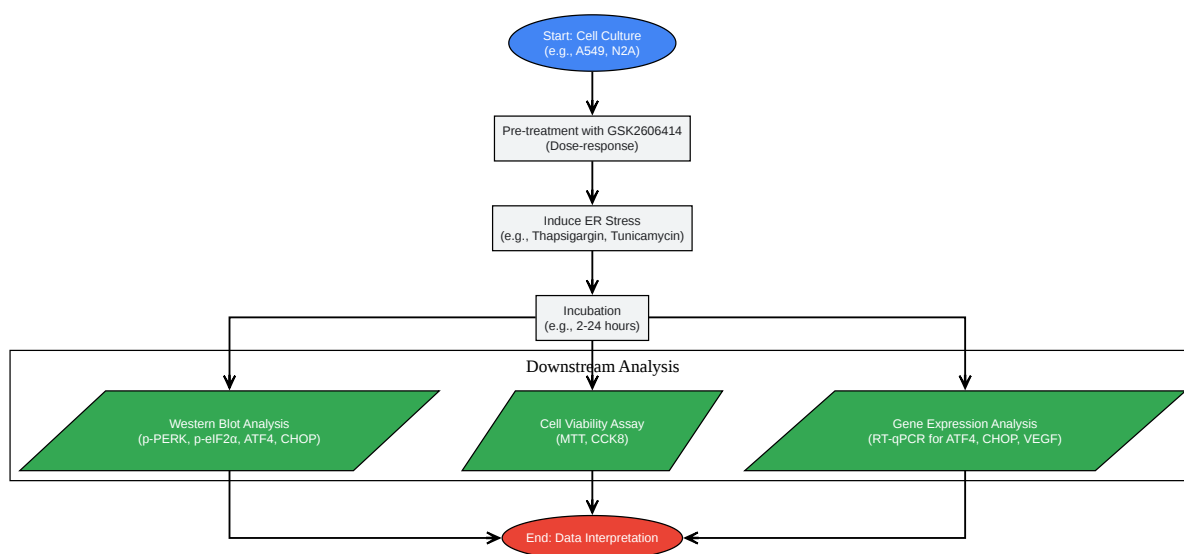 Start: Cell Culture
(e.g., A549, N2A)
Pre-treatment with GSK2606414
(Dose-response)
Induce ER Stress
(e.g., Thapsigargin, Tunicamycin)
Incubation
(e.g., 2-24 hours)
Downstream Analysis
Western Blot Analysis
(p-PERK, p-eIF2α, ATF4, CHOP)
Cell Viability Assay
(MTT, CCK8)
Gene Expression Analysis
(RT-qPCR for ATF4, CHOP, VEGF)
End: Data Interpretation